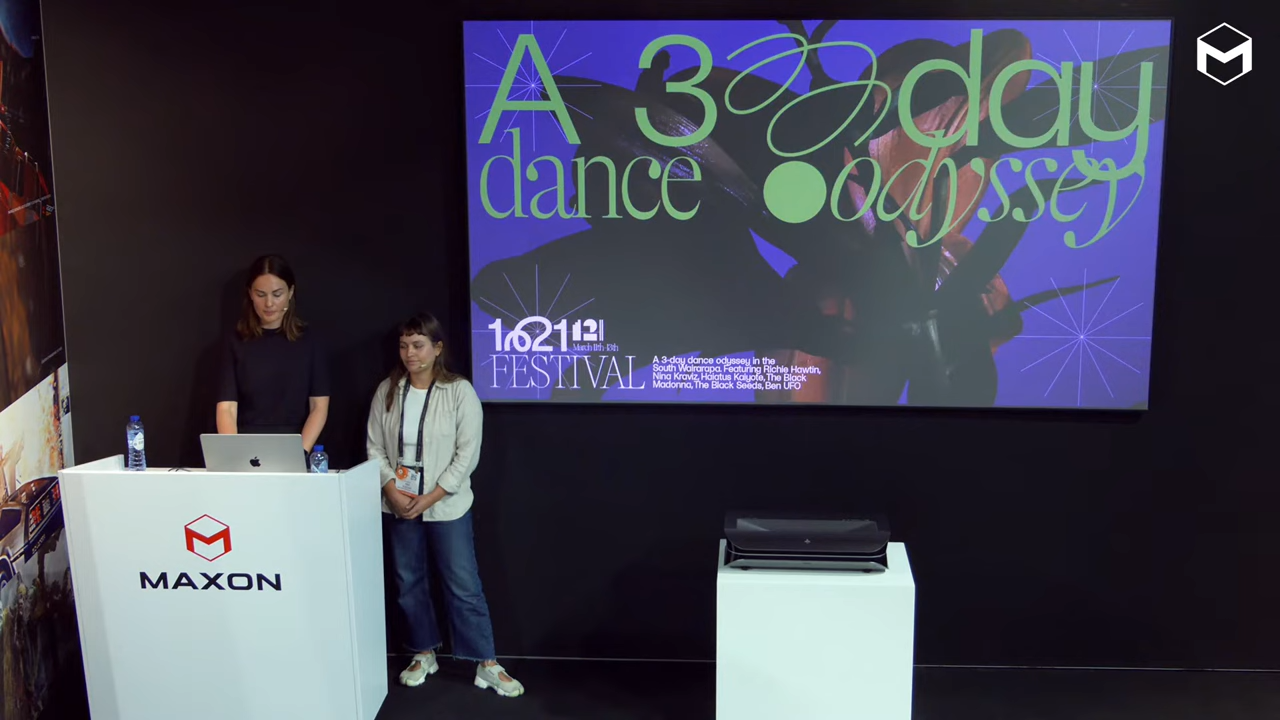 A 3 day
dance odyssey
1621
March 11th-13th
FESTIVAL
A 3-day dance odyssey in the
South Wairarapa. Featuring Richie Hawtin,
Nina Kraviz, Haiatus Kaiyote, The Black
Madonna, The Black Seeds, Ben UFO
MAXON